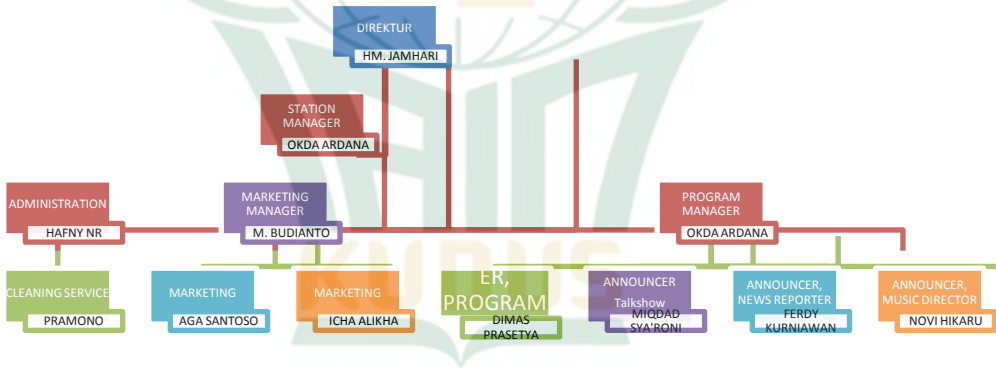 DIREKTUR
HM. JAMHARI
STATION
MANAGER
OKDA ARDANA
ADMINISTRATION
HAFNY NR
MARKETING
MANAGER
M. BUDIANTO
PROGRAM
MANAGER
OKDA ARDANA
CLEANING SERVICE
PRAMONO
MARKETING
AGA SANTOSO
MARKETING
ICHA ALIKHA
ER,
PROGRAM
DIMAS
PRASETYA
ANNOUNCER
Talkshow
MIQDAD
SYA'RONI
ANNOUNCER,
NEWS REPORTER
FERDY
KURNIAWAN
ANNOUNCER,
MUSIC DIRECTOR
NOVI HIKARU
KUDUS